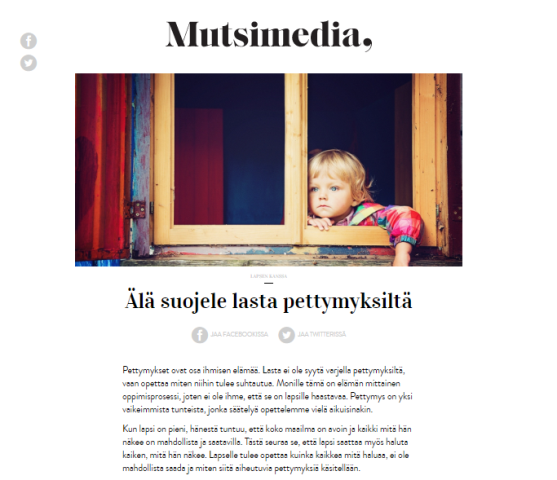 Mutsimedia,
Älä suojele lasta pettymyksiltä
JAA FACEBOOKISSA JAA TWITTERISSÄ
Pettymykset ovat osa ihmisen elämää. Lasta ei ole syytä varjella pettymyksiltä,
vaan opettaa miten niihin tulee suhtautua. Monille tämä on elämän mittainen
oppimisprosessi, joten ei ole ihme, että se on lapsille haastavaa. Pettymys on yksi
vaikeimmista tunteista, jonka säätelyä opettelemme vielä aikuisinakin.
Kun lapsi on pieni, hänestä tuntuu, että koko maailma on avoin ja kaikki mitä hän
näkee on mahdollista ja saatavilla. Tästä seuraa se, että lapsi saattaa myös haluta
kaiken, mitä hän näkee. Lapselle tulee opettaa kuinka kaikkea mitä haluaa, ei ole
mahdollista saada ja miten siitä aiheutuvia pettymyksiä käsitellään.